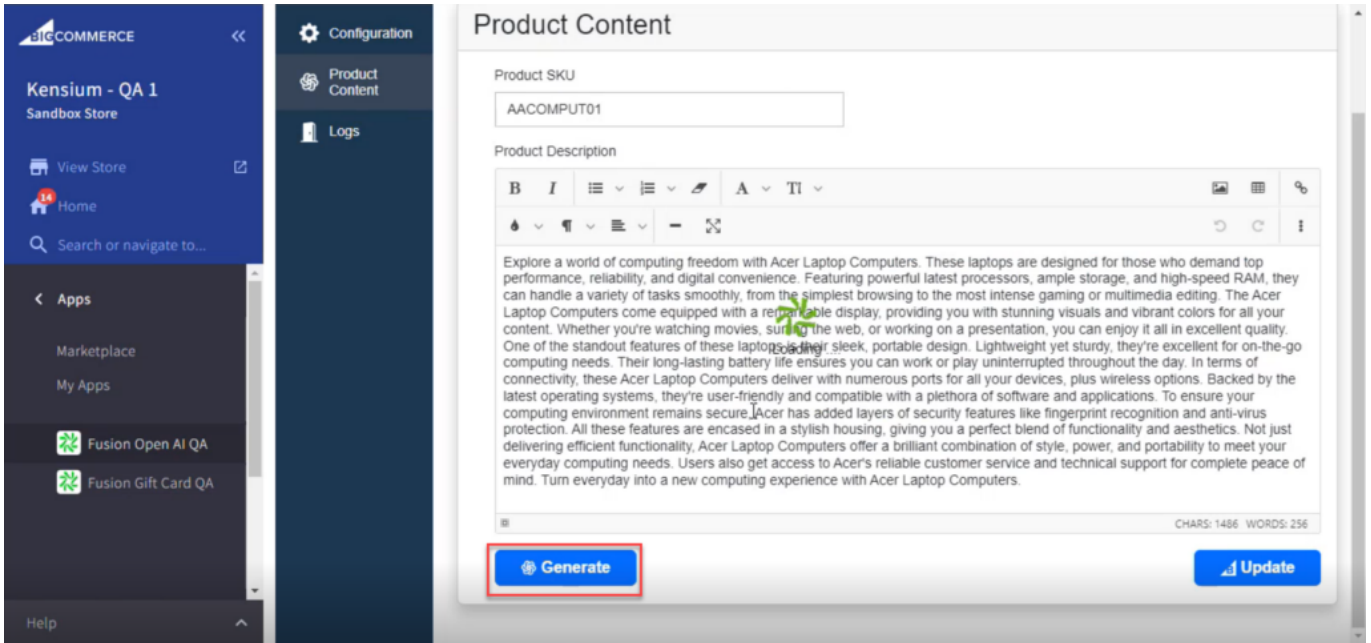 BIGCOMMERCE
Kensium - QA 1
Sandbox Store
View Store
14
Home
Search or navigate to...
Apps
Marketplace
My Apps
Fusion Open AI QA
Fusion Gift Card QA
Help
Configuration
Product
Content
Logs
Product Content
Product SKU
AACOMPUT01
Product Description
Explore a world of computing freedom with Acer Laptop Computers. These laptops are designed for those who demand top
performance, reliability, and digital convenience. Featuring powerful latest processors, ample storage, and high-speed RAM, they
can handle a variety of tasks smoothly, from the simplest browsing to the most intense gaming or multimedia editing. The Acer
Laptop Computers come equipped with a remarkable display, providing you with stunning visuals and vibrant colors for all your
content. Whether you're watching movies, surfing the web, or working on a presentation, you can enjoy it all in excellent quality.
One of the standout features of these laptops is their sleek, portable design. Lightweight yet sturdy, they're excellent for on-the-go
Loading ...
computing needs. Their long-lasting battery life ensures you can work or play uninterrupted throughout the day. In terms of
connectivity, these Acer Laptop Computers deliver with numerous ports for all your devices, plus wireless options. Backed by the
latest operating systems, they're user-friendly and compatible with a plethora of software and applications. To ensure your
computing environment remains secure, Acer has added layers of security features like fingerprint recognition and anti-virus
protection. All these features are encased in a stylish housing, giving you a perfect blend of functionality and aesthetics. Not just
delivering efficient functionality, Acer Laptop Computers offer a brilliant combination of style, power, and portability to meet your
everyday computing needs. Users also get access to Acer's reliable customer service and technical support for complete peace of
mind. Turn everyday into a new computing experience with Acer Laptop Computers.
CHARS: 1486 WORDS: 256
Generate
Update